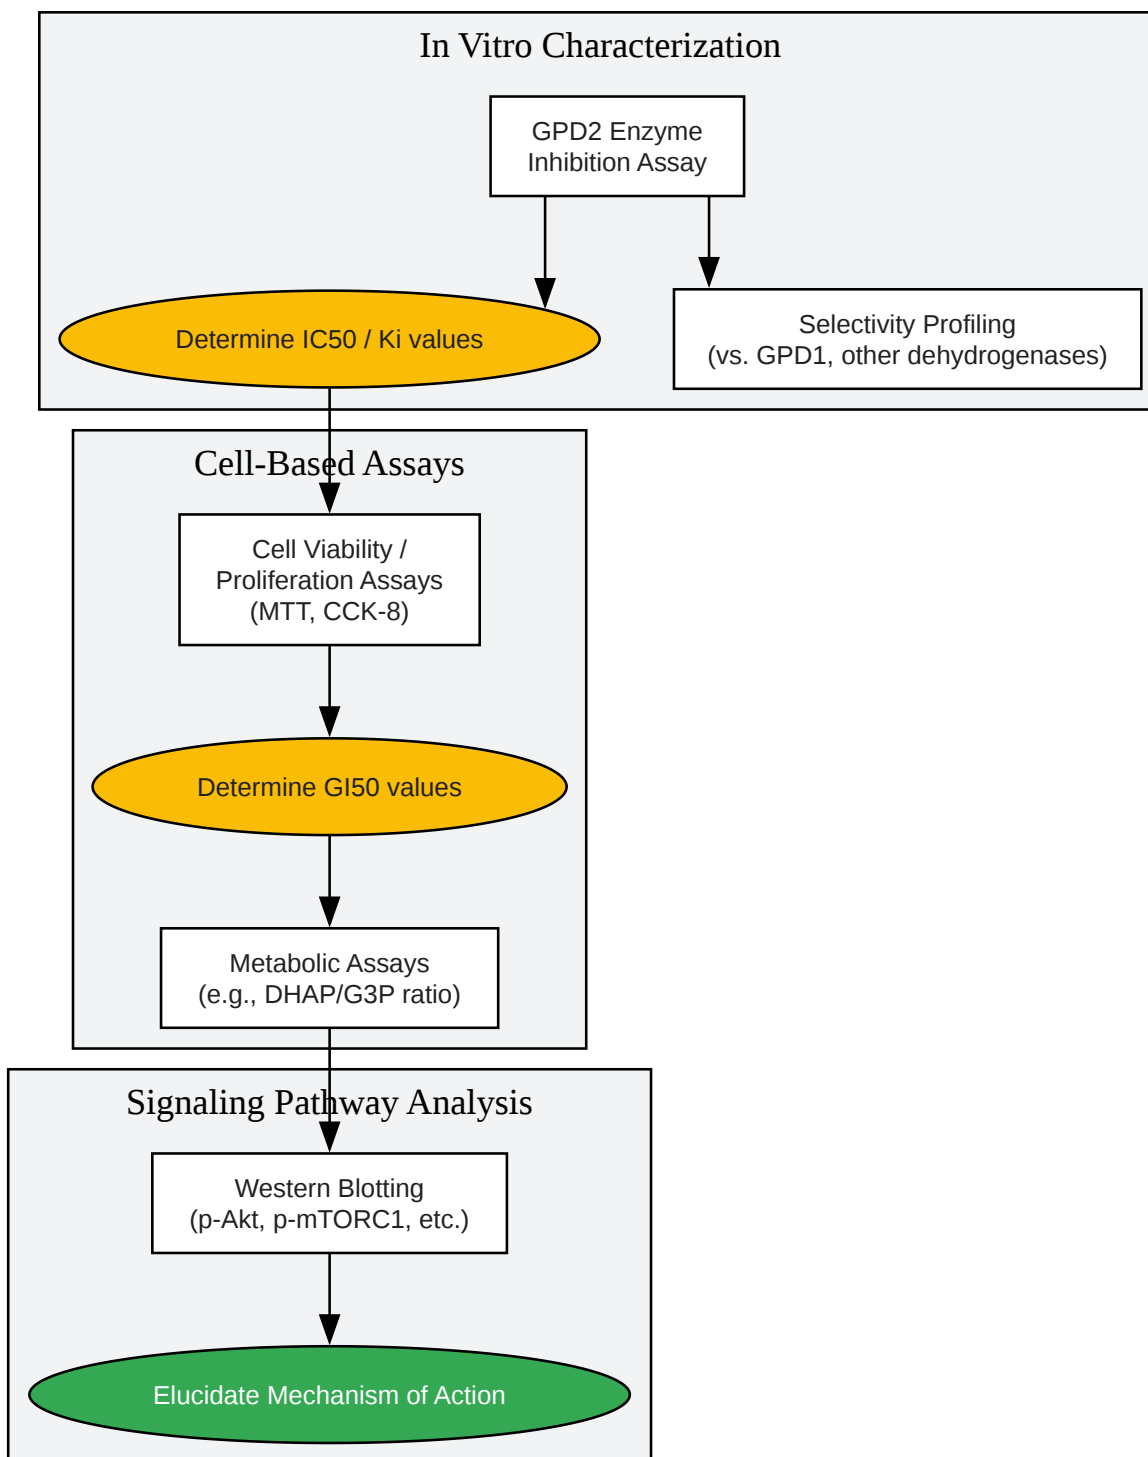 In Vitro Characterization
GPD2 Enzyme
Inhibition Assay
Determine IC50 / Ki values
Selectivity Profiling
(vs. GPD1, other dehydrogenases)
Cell-Based Assays
Cell Viability /
Proliferation Assays
(MTT, CCK-8)
Determine GI50 values
Metabolic Assays
(e.g., DHAP/G3P ratio)
Signaling Pathway Analysis
Western Blotting
(p-Akt, p-mTORC1, etc.)
Elucidate Mechanism of Action